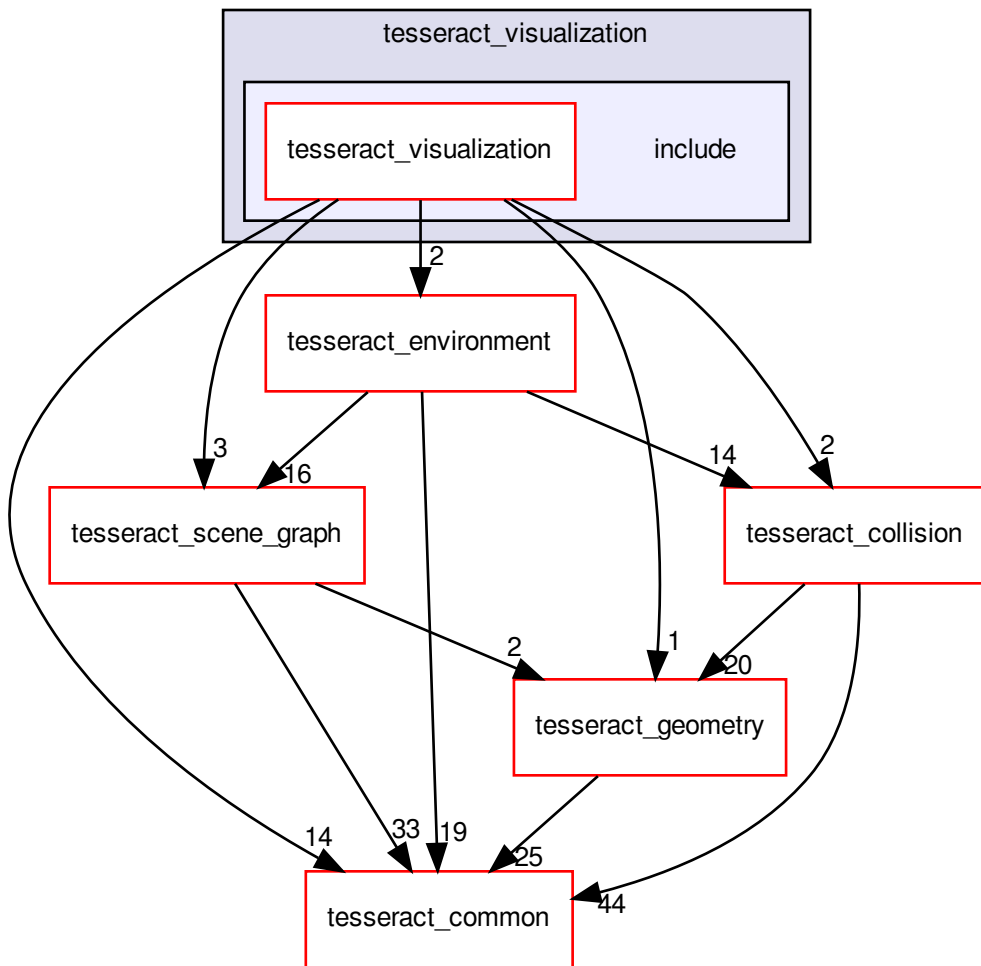 tesseract_visualization
tesseract_visualization include
2
tesseract_environment
3
16
14
2
tesseract_scene_graph
tesseract_collision
2
1
20
tesseract_geometry
14
33
19
25
44
tesseract_common